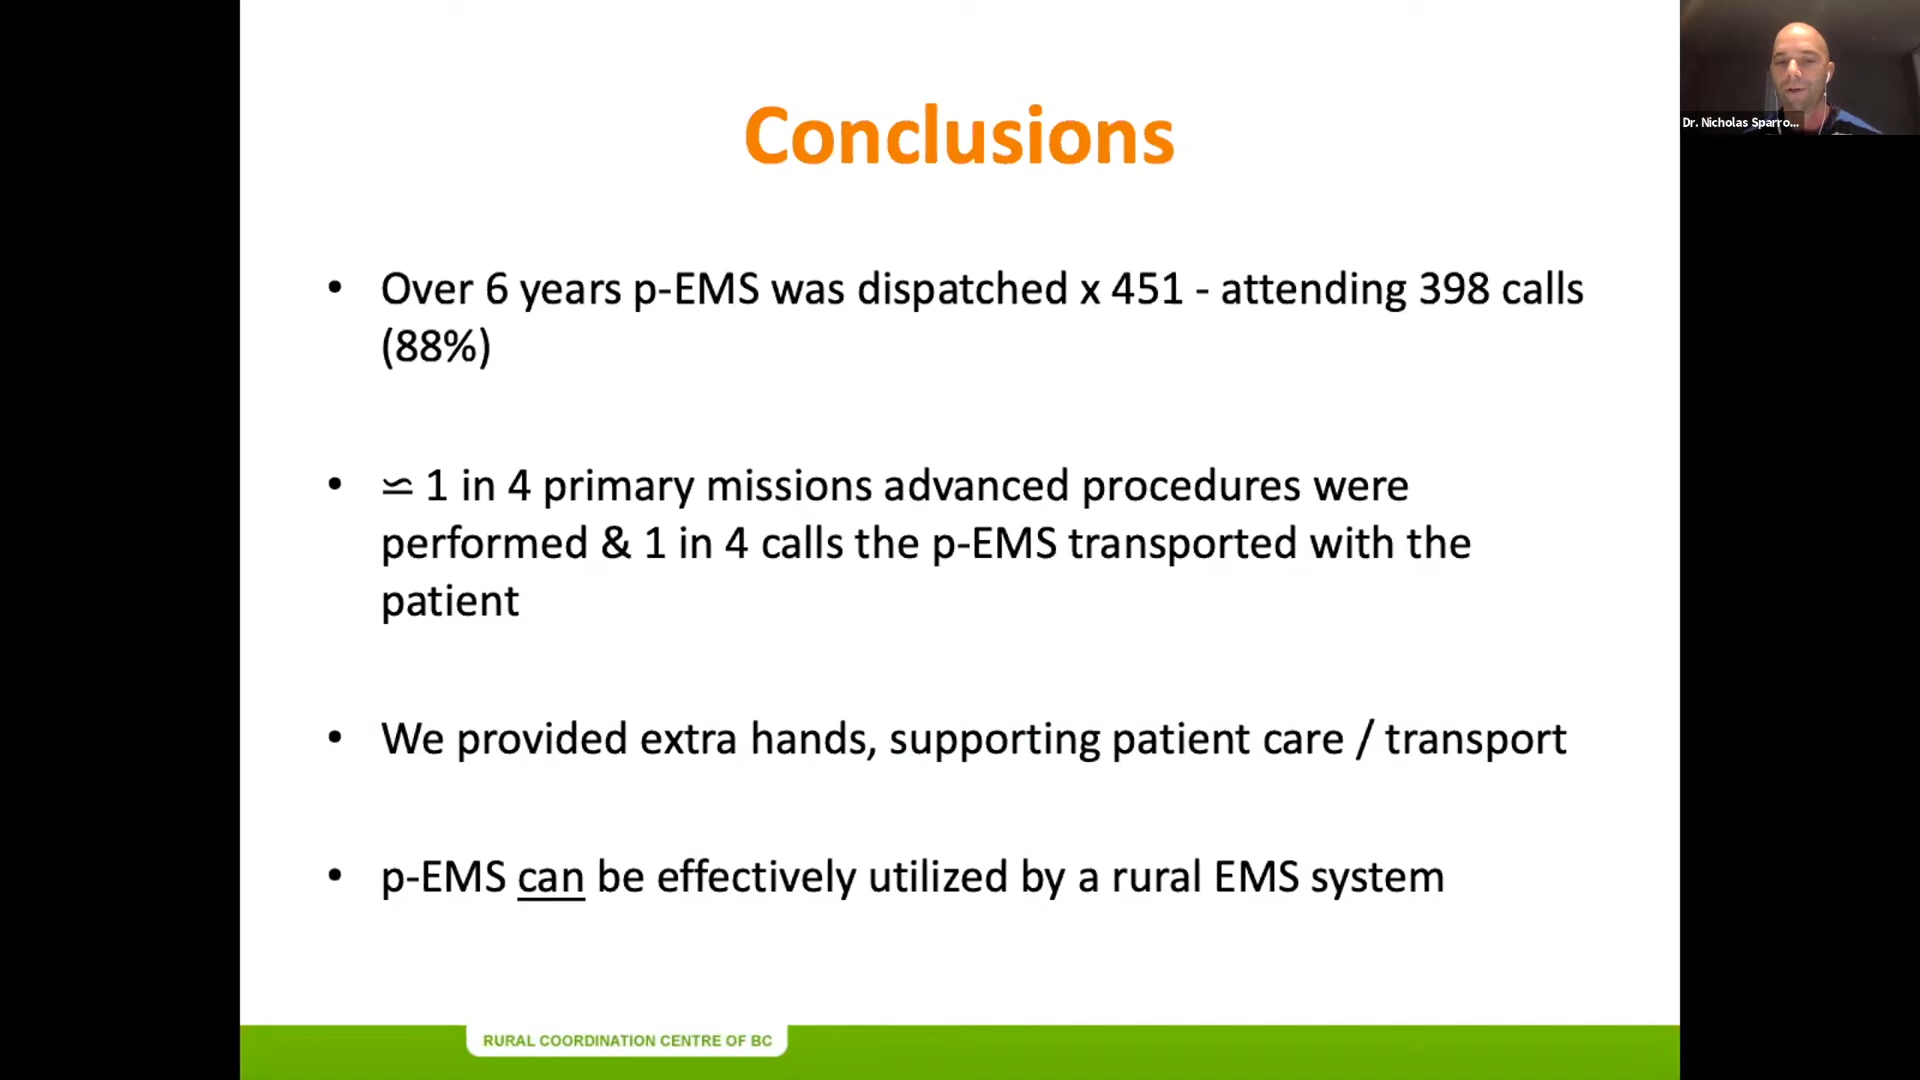 Conclusions
• Over 6 years p-EMS was dispatched x 451 - attending 398 calls
(88%)
• ≌ 1 in 4 primary missions advanced procedures were
performed & 1 in 4 calls the p-EMS transported with the
patient
• We provided extra hands, supporting patient care / transport
• p-EMS can be effectively utilized by a rural EMS system
RURAL COORDINATION CENTRE OF BC
Dr. Nicholas Sparro...